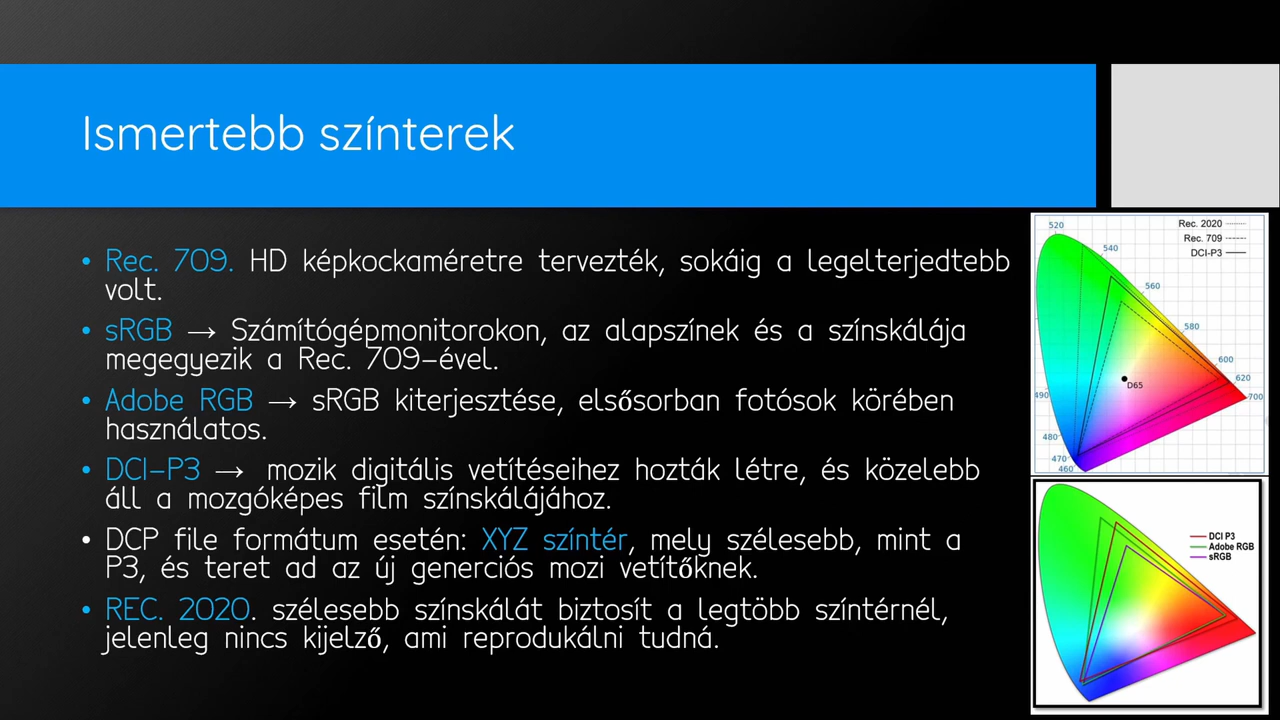 Ismertebb színterek
• Rec. 709. HD képkockaméretre tervezték, sokáig a legelterjedtebb
volt.
• sRGB → Számítógépmonitorokon, az alapszínek és a színskálája
megegyezik a Rec. 709-ével.
• Adobe RGB → sRGB kiterjesztése, elsősorban fotósok körében
használatos.
• DCI-P3 → mozik digitális vetítéseihez hozták létre, és közelebb
áll a mozgóképes film színskálájához.
• DCP file formátum esetén: XYZ színtér, mely szélesebb, mint a
P3, és teret ad az új generciós mozi vetítőknek.
• REC. 2020. szélesebb színskálát biztosít a legtöbb színtérnél,
jelenleg nincs kijelző, ami reprodukálni tudná.
520
Rec. 2020
Rec. 709
DCI-P3
540
560
580
600
620
700
D65
490
480
470
460
DCI P3
Adobe RGB
sRGB